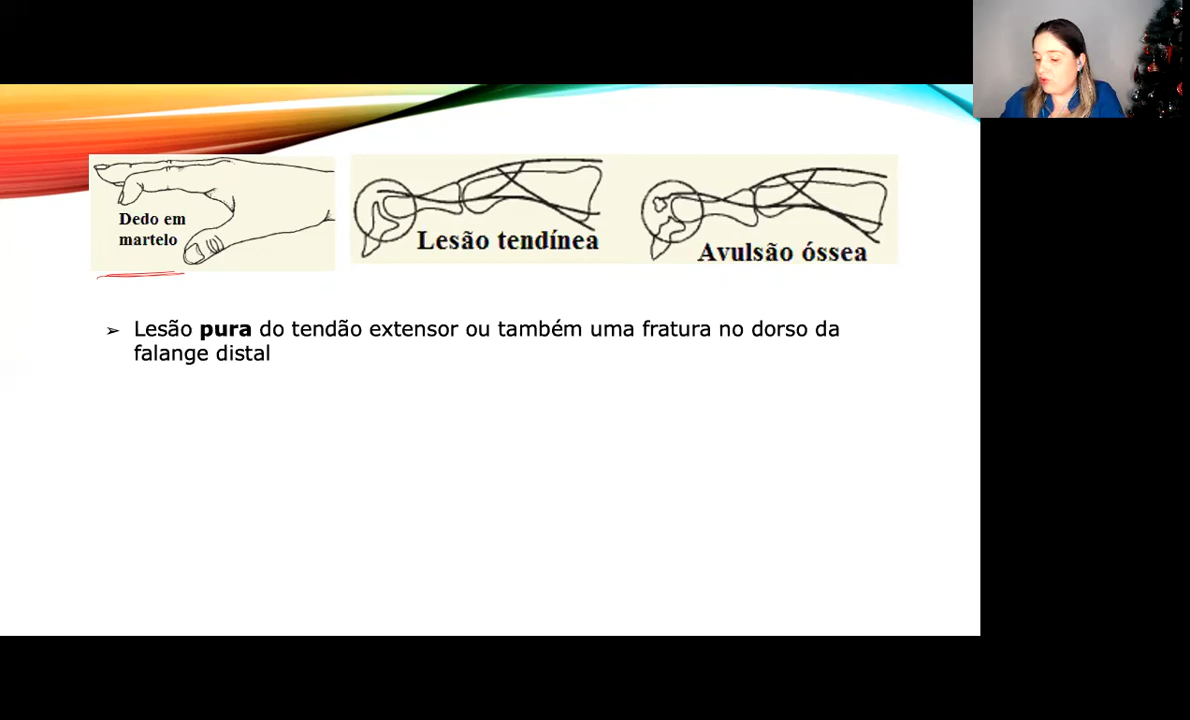 Dedo em
martelo
Lesão tendínea
Avulsão óssea
➢ Lesão pura do tendão extensor ou também uma fratura no dorso da
falange distal